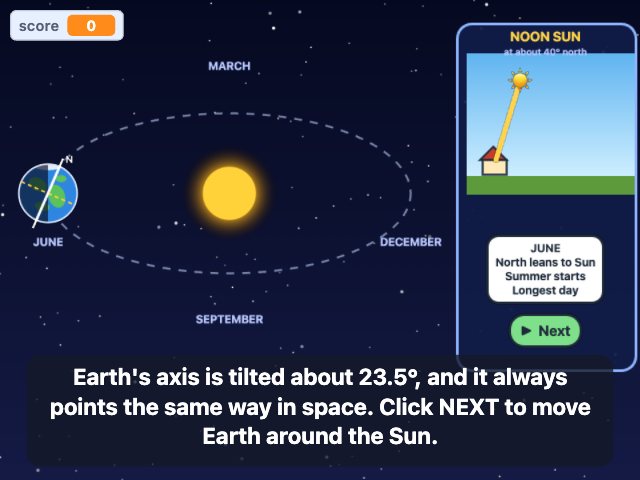 score 0
MARCH
N
JUNE
DECEMBER
SEPTEMBER
NOON SUN
at about 40° north
JUNE
North leans to Sun
Summer starts
Longest day
Next
Earth's axis is tilted about 23.5°, and it always
points the same way in space. Click NEXT to move
Earth around the Sun.